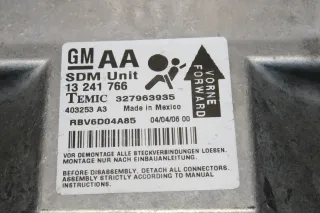 GM AA
SDM Unit
13 241 766
TEMIC 327963935
403253 A3 Made in Mexico
RBV6D04A85 04/04/06 00
VORNE
FORWARD
VOR DEMONTAGE ALLE STECKVERBINDUNGEN LOESEN.
MONTAGE NUR NACH EINBAUANLEITUNG.
BEFORE DISASSEMBLY, DETACH ALL CONNECTORS.
ASSEMBLY STRICTLY ACCORDING TO MANUAL